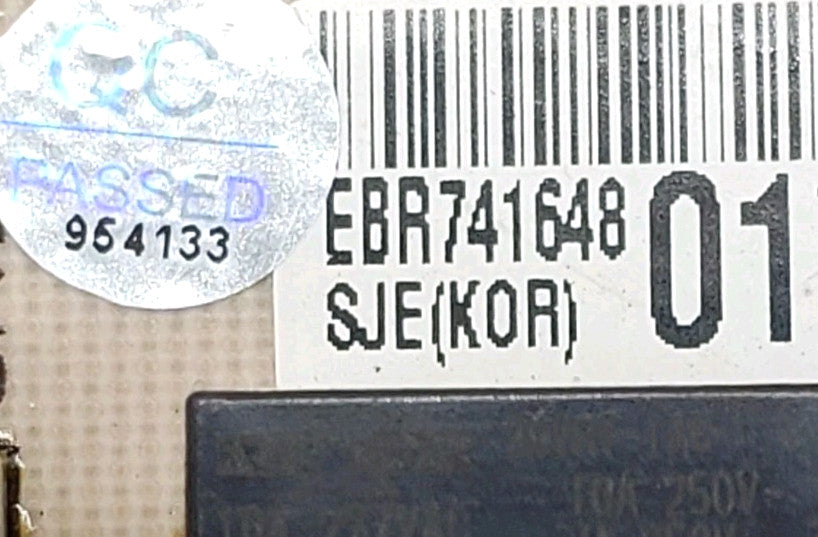 QC
PASSED
954133
EBR741648 01
SJE(KOR)
10A 250V~